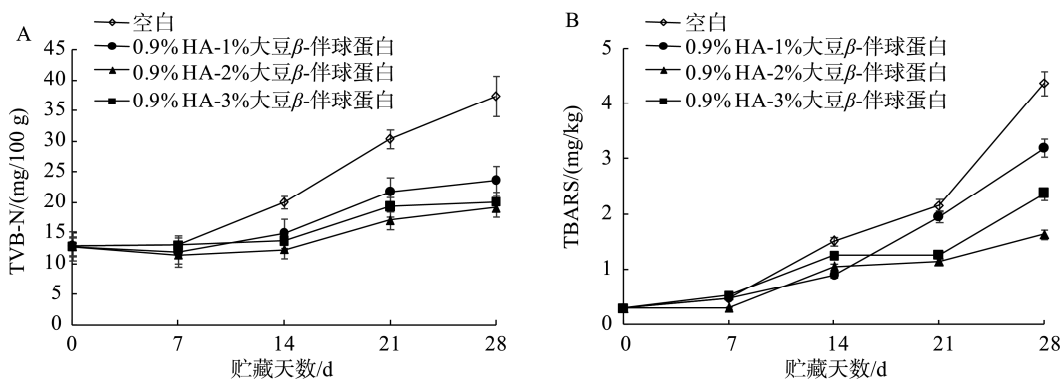 A
空白
0.9%HA-1%大豆β-伴球蛋白
0.9%HA-2%大豆β-伴球蛋白
0.9%HA-3%大豆β-伴球蛋白
TVB-N/(mg/100 g)
45
40
35
30
25
20
15
10
5
0
0 7 14 21 28
贮藏天数/d
B
空白
0.9%HA-1%大豆β-伴球蛋白
0.9%HA-2%大豆β-伴球蛋白
0.9%HA-3%大豆β-伴球蛋白
TBARS/(mg/kg)
5
4
3
2
1
0
0 7 14 21 28
贮藏天数/d